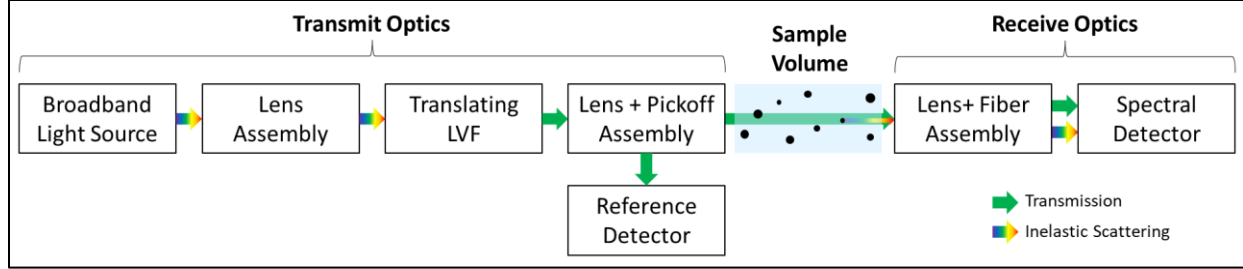 Transmit Optics
Sample
Volume
Receive Optics
Broadband
Light Source
Lens
Assembly
Translating
LVF
Lens + Pickoff
Assembly
Lens+ Fiber
Assembly
Spectral
Detector
Reference
Detector
Transmission
Inelastic Scattering